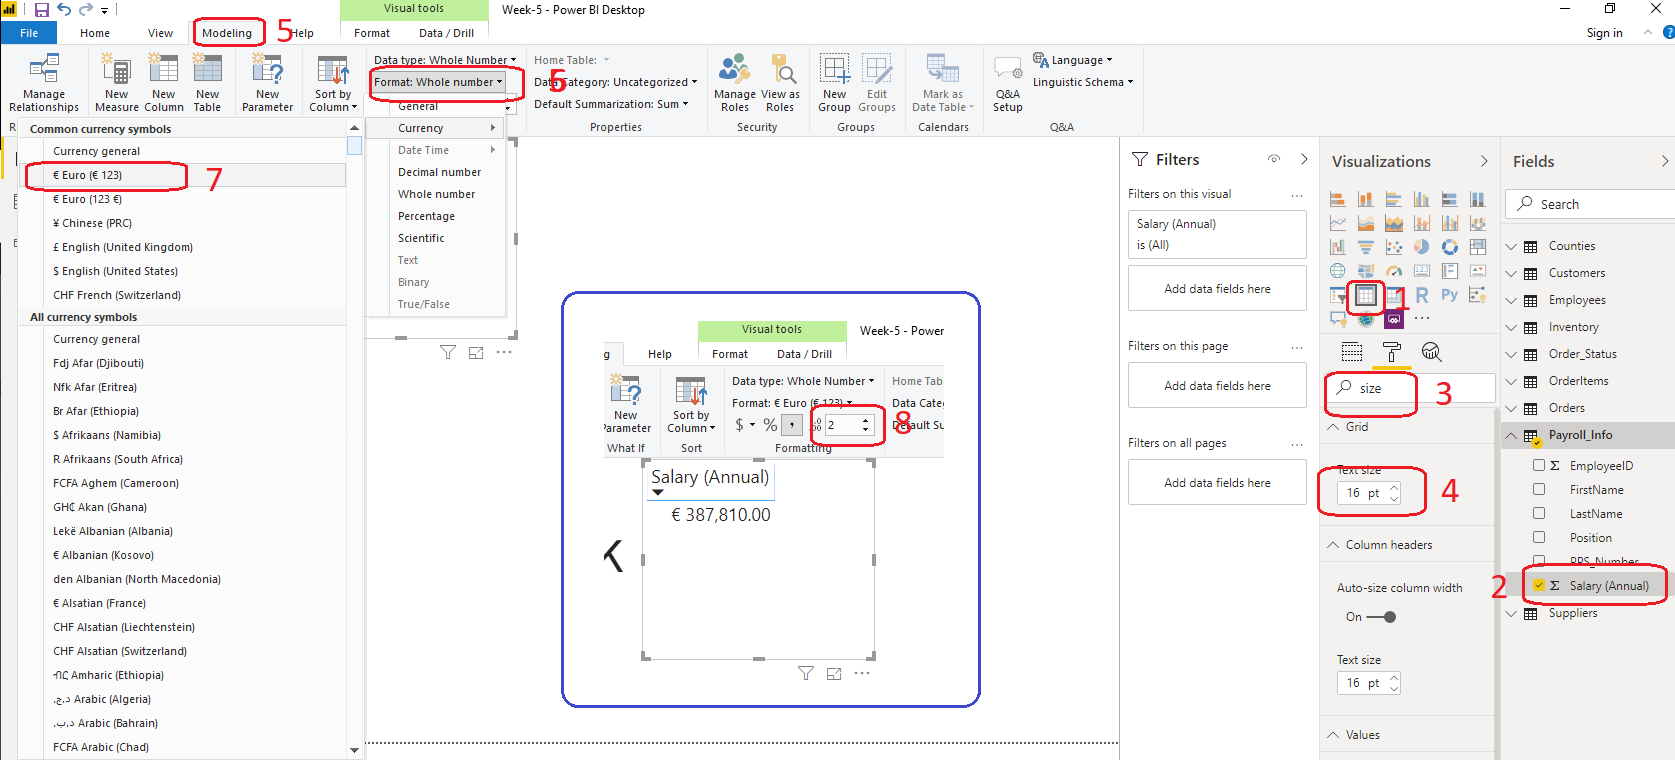 Visual tools
Week-5 - Power BI Desktop
File
Home
View
Modeling
5
Help
Format
Data / Drill
Sign in
Manage
Relationships
New
Measure
New
Column
New
Table
New
Parameter
Sort by
Column
Data type: Whole Number
Format: Whole number
6
Home Table:
Data Category: Uncategorized
Default Summarization: Sum
Properties
Manage
Roles
View as
Roles
Security
New
Group
Edit
Groups
Groups
Mark as
Date Table
Calendars
Q&A
Setup
Language
Linguistic Schema
Q&A
General
Currency
Date Time
Decimal number
Whole number
Percentage
Scientific
Text
Binary
True/False
Common currency symbols
Currency general
€ Euro (€ 123)
7
€ Euro (123 €)
¥ Chinese (PRC)
£ English (United Kingdom)
$ English (United States)
CHF French (Switzerland)
All currency symbols
Currency general
Fdj Afar (Djibouti)
Nfk Afar (Eritrea)
Br Afar (Ethiopia)
$ Afrikaans (Namibia)
R Afrikaans (South Africa)
FCFA Aghem (Cameroon)
GH₵ Akan (Ghana)
Lekë Albanian (Albania)
€ Albanian (Kosovo)
den Albanian (North Macedonia)
€ Alsatian (France)
CHF Alsatian (Liechtenstein)
CHF Alsatian (Switzerland)
ብር Amharic (Ethiopia)
د.ج.‏ Arabic (Algeria)
د.ب.‏ Arabic (Bahrain)
FCFA Arabic (Chad)
Visual tools
Week-5 - Power
g
Help
Format
Data / Drill
New
Parameter
What If
Sort by
Column
Sort
Data type: Whole Number
Format: € Euro (€ 123)
$ % , 2
8
Formatting
Home Tab
Data Cate
Default Su
Salary (Annual)
€ 387,810.00
Filters
Filters on this visual
...
Salary (Annual)
is (All)
Add data fields here
Filters on this page
...
Add data fields here
Filters on all pages
...
Add data fields here
Visualizations
1
R
Py
123
...
size
3
Grid
Text size
16 pt
4
Column headers
Auto-size column width
On
Text size
16 pt
Values
Fields
Search
Counties
Customers
Employees
Inventory
Order_Status
OrderItems
Orders
Payroll_Info
Σ EmployeeID
FirstName
LastName
Position
PPS_Number
2
Σ Salary (Annual)
Suppliers